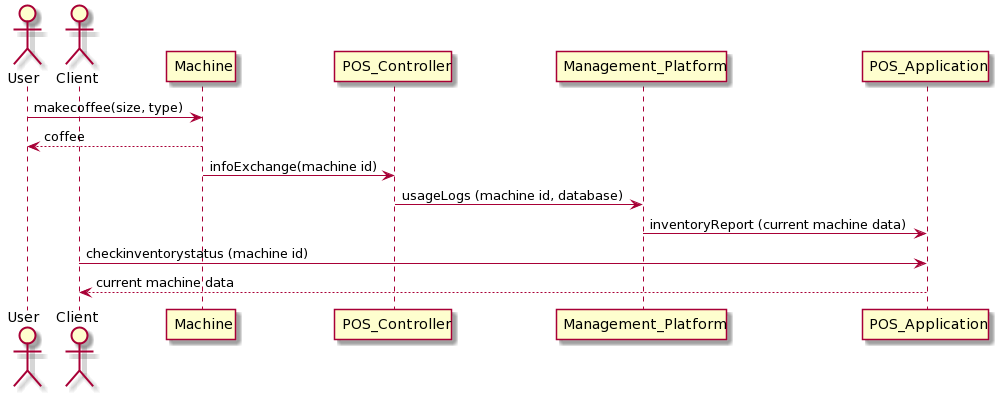 User Client Machine POS_Controller Management_Platform POS_Application
makecoffee(size, type)
coffee
infoExchange(machine id)
usageLogs (machine id, database)
inventoryReport (current machine data)
checkinventorystatus (machine id)
current machine data
User Client Machine POS_Controller Management_Platform POS_Application